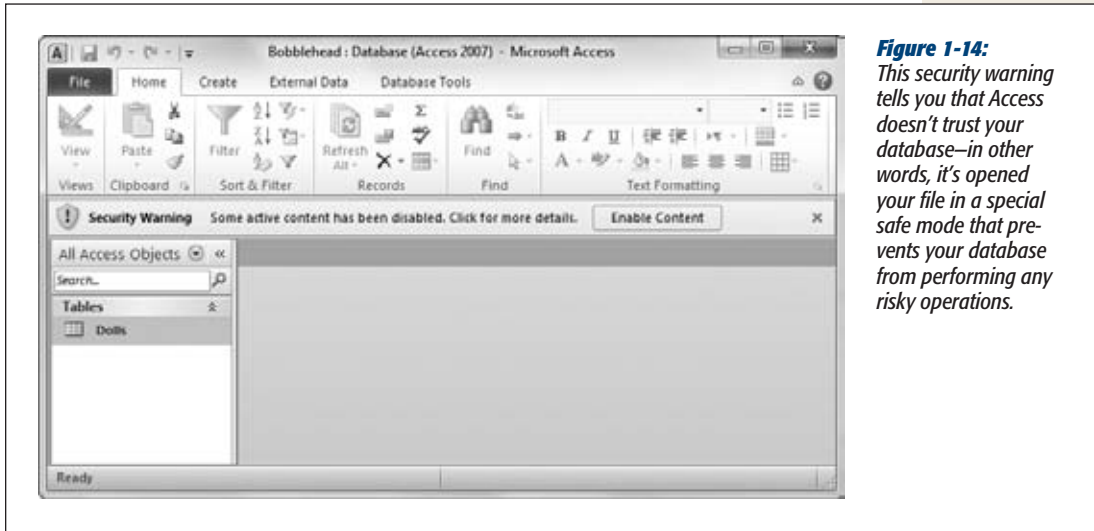 Bobblehead : Database (Access 2007) - Microsoft Access
File Home Create External Data Database Tools
View Paste Filter Refresh All Find
B I U
A
Views Clipboard Sort & Filter Records Find Text Formatting
Security Warning Some active content has been disabled. Click for more details. Enable Content
All Access Objects
Search...
Tables
Dolls
Ready
Figure 1-14:
This security warning
tells you that Access
doesn't trust your
database—in other
words, it's opened
your file in a special
safe mode that pre-
vents your database
from performing any
risky operations.